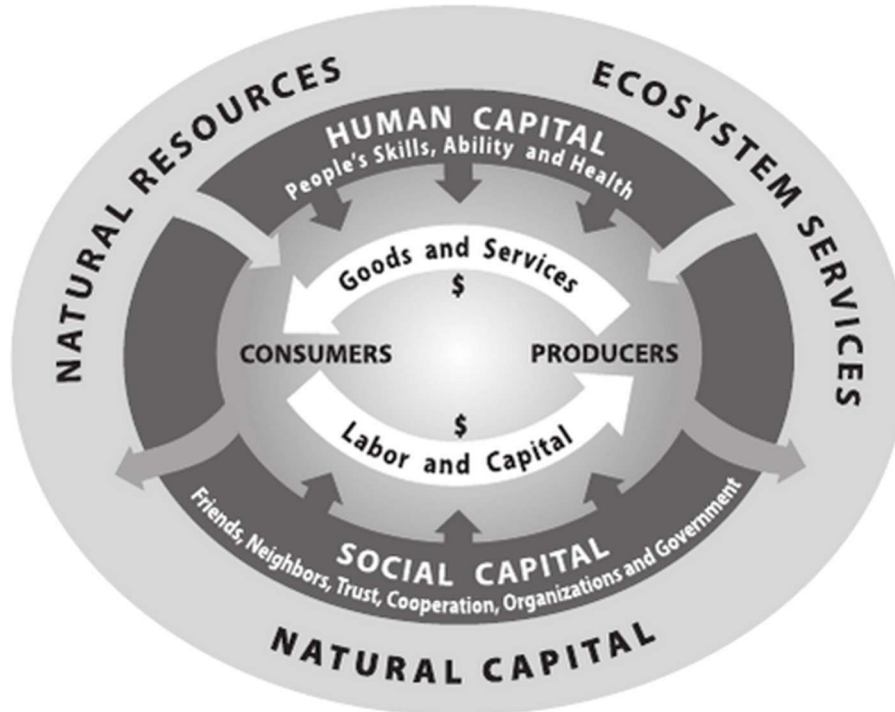 NATURAL RESOURCES
ECOSYSTEM SERVICES
HUMAN CAPITAL
People's Skills, Ability and Health
Goods and Services
$
CONSUMERS
PRODUCERS
$
Labor and Capital
SOCIAL CAPITAL
Friends, Neighbors, Trust, Cooperation, Organizations and Government
NATURAL CAPITAL